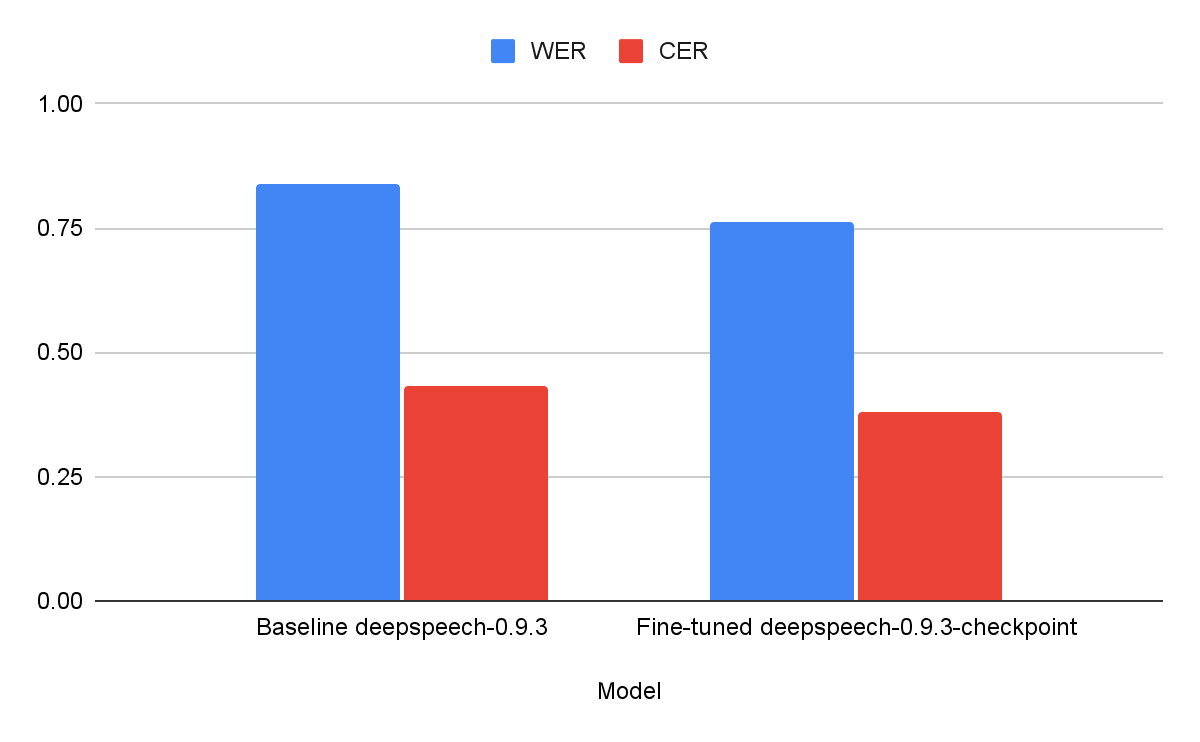 WER CER
1.00
0.75
0.50
0.25
0.00
Baseline deepspeech-0.9.3 Fine-tuned deepspeech-0.9.3-checkpoint
Model